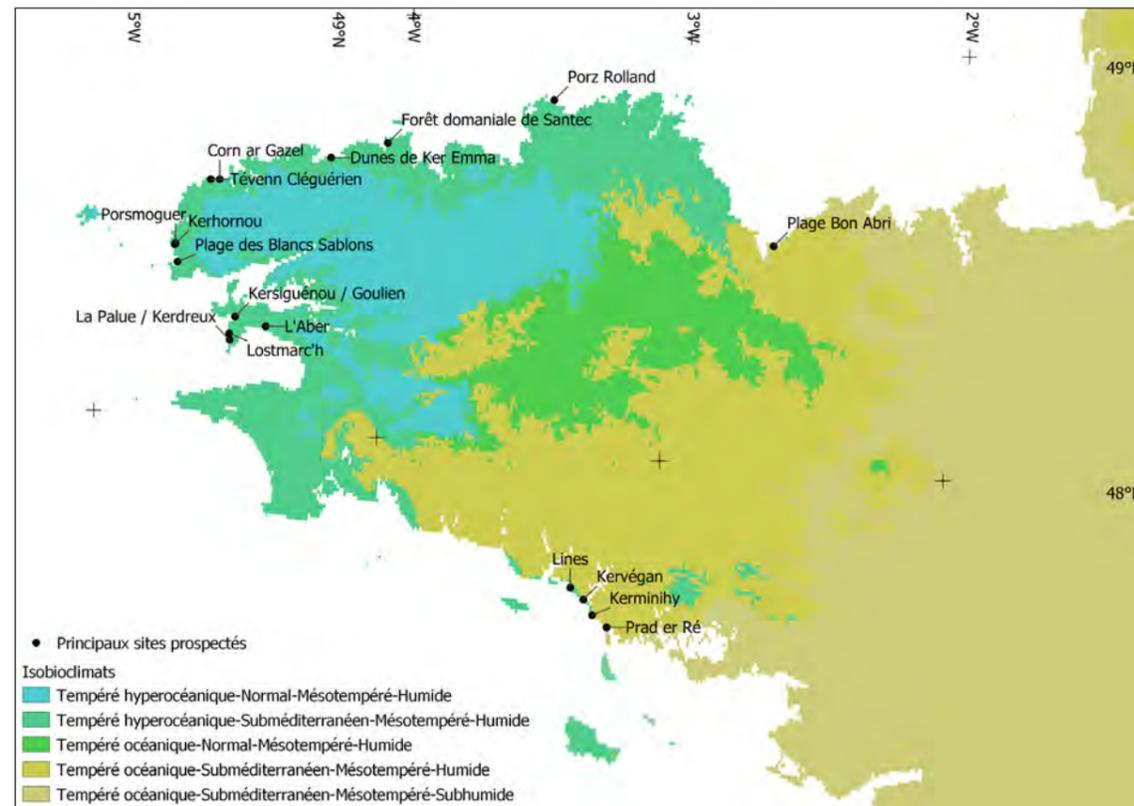 5°W
49°N
4°W
3°W
2°W
49°
Porz Rolland
Forêt domaniale de Santec
Corn ar Gazel
Dunes de Ker Emma
Tévenn Cléguérien
Porsmoguer
Kerhornou
Plage Bon Abri
Plage des Blancs Sablons
Kersiguénou / Goulien
La Palue / Kerdreux
L'Aber
Lostmarc'h
48°
Lines
Kervégan
Kerminihy
Prad er Ré
Principaux sites prospectés
Isobioclimats
Tempéré hyperocéanique-Normal-Mésotempéré-Humide
Tempéré hyperocéanique-Subméditerranéen-Mésotempéré-Humide
Tempéré océanique-Normal-Mésotempéré-Humide
Tempéré océanique-Subméditerranéen-Mésotempéré-Humide
Tempéré océanique-Subméditerranéen-Mésotempéré-Subhumide